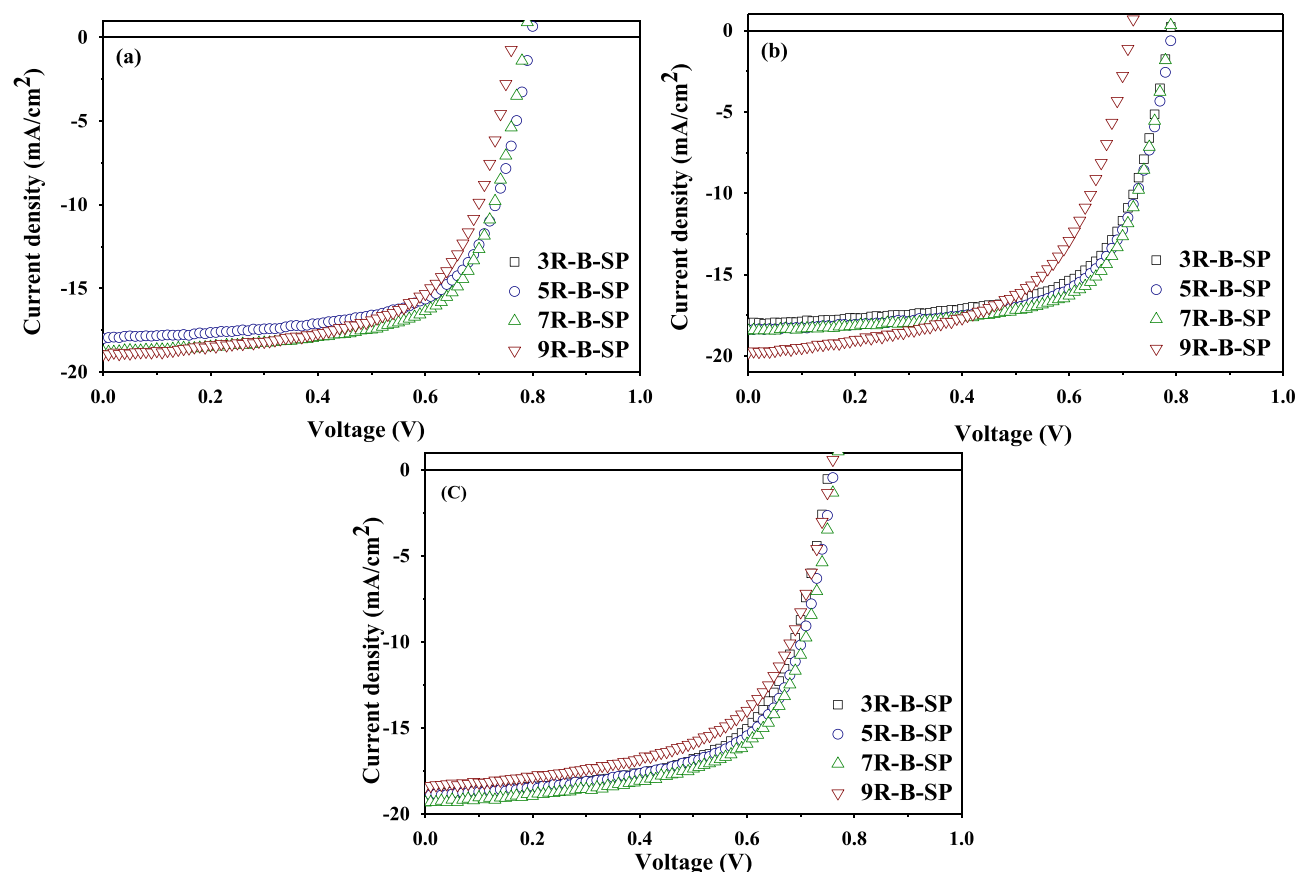 (a)
Current density (mA/cm²)
0
-5
-10
-15
-20
3R-B-SP
5R-B-SP
7R-B-SP
9R-B-SP
0.0 0.2 0.4 0.6 0.8 1.0
Voltage (V)
(b)
Current density (mA/cm²)
0
-5
-10
-15
-20
3R-B-SP
5R-B-SP
7R-B-SP
9R-B-SP
0.0 0.2 0.4 0.6 0.8 1.0
Voltage (V)
(C)
Current density (mA/cm²)
0
-5
-10
-15
-20
3R-B-SP
5R-B-SP
7R-B-SP
9R-B-SP
0.0 0.2 0.4 0.6 0.8 1.0
Voltage (V)